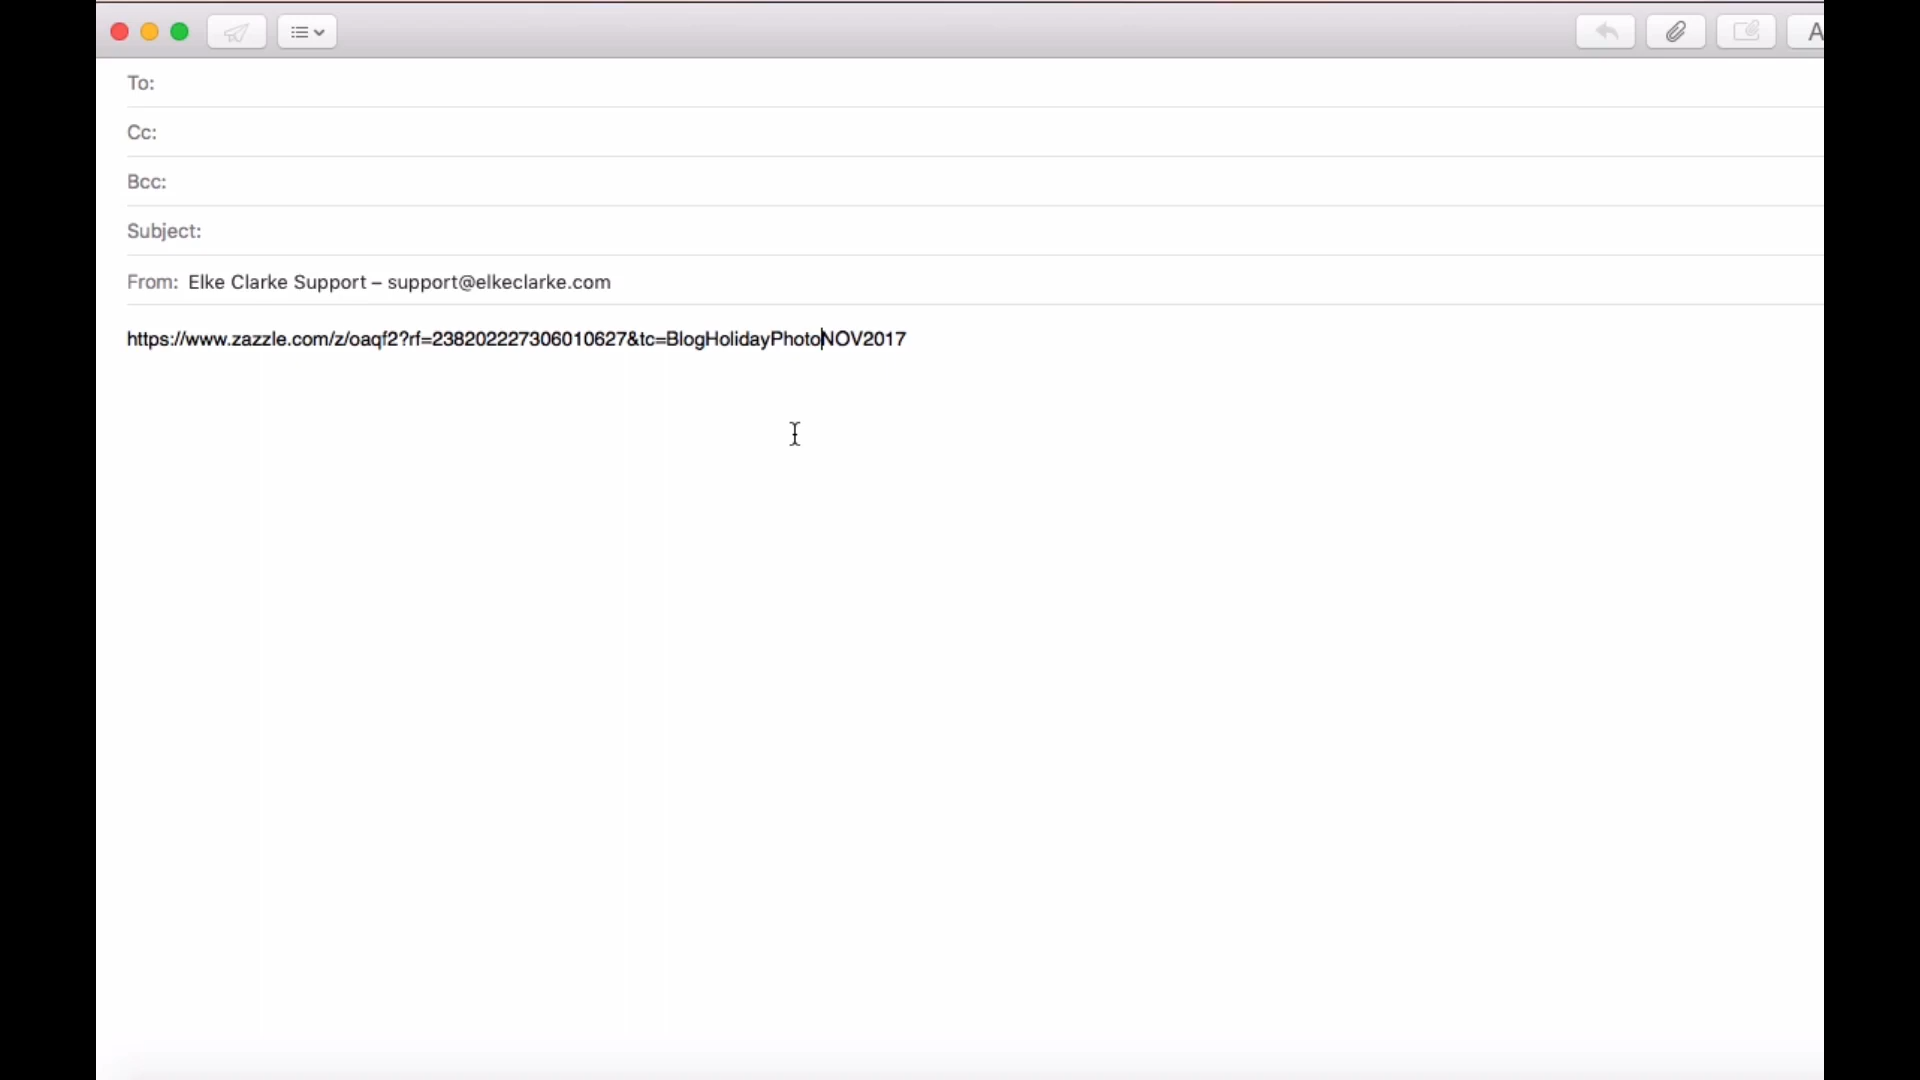 A
To:
Cc:
Bcc:
Subject:
From: Elke Clarke Support – support@elkeclarke.com
https://www.zazzle.com/z/oaqf2?rf=238202227306010627&tc=BlogHolidayPhotoNOV2017